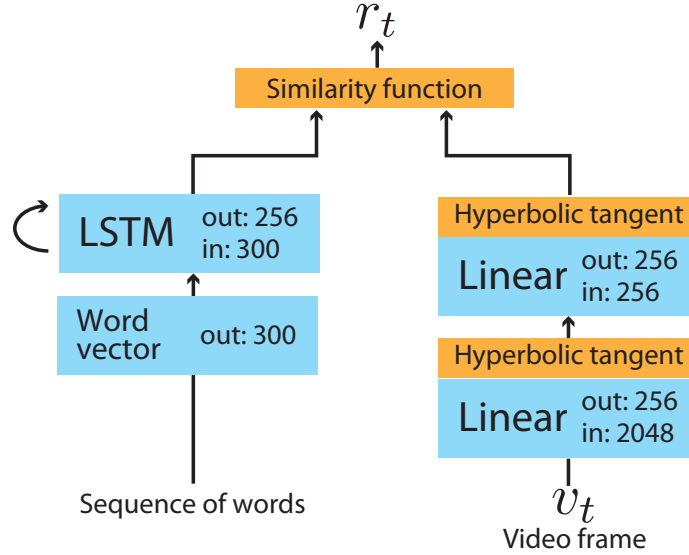 r_t
Similarity function
LSTM
out: 256
in: 300
Word
vector
out: 300
Sequence of words
Hyperbolic tangent
Linear
out: 256
in: 256
Hyperbolic tangent
Linear
out: 256
in: 2048
v_t
Video frame